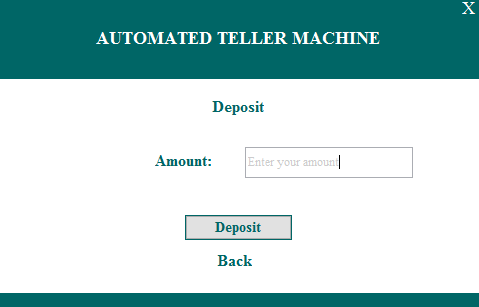 X
AUTOMATED TELLER MACHINE
Deposit
Amount: Enter your amount
Deposit
Back